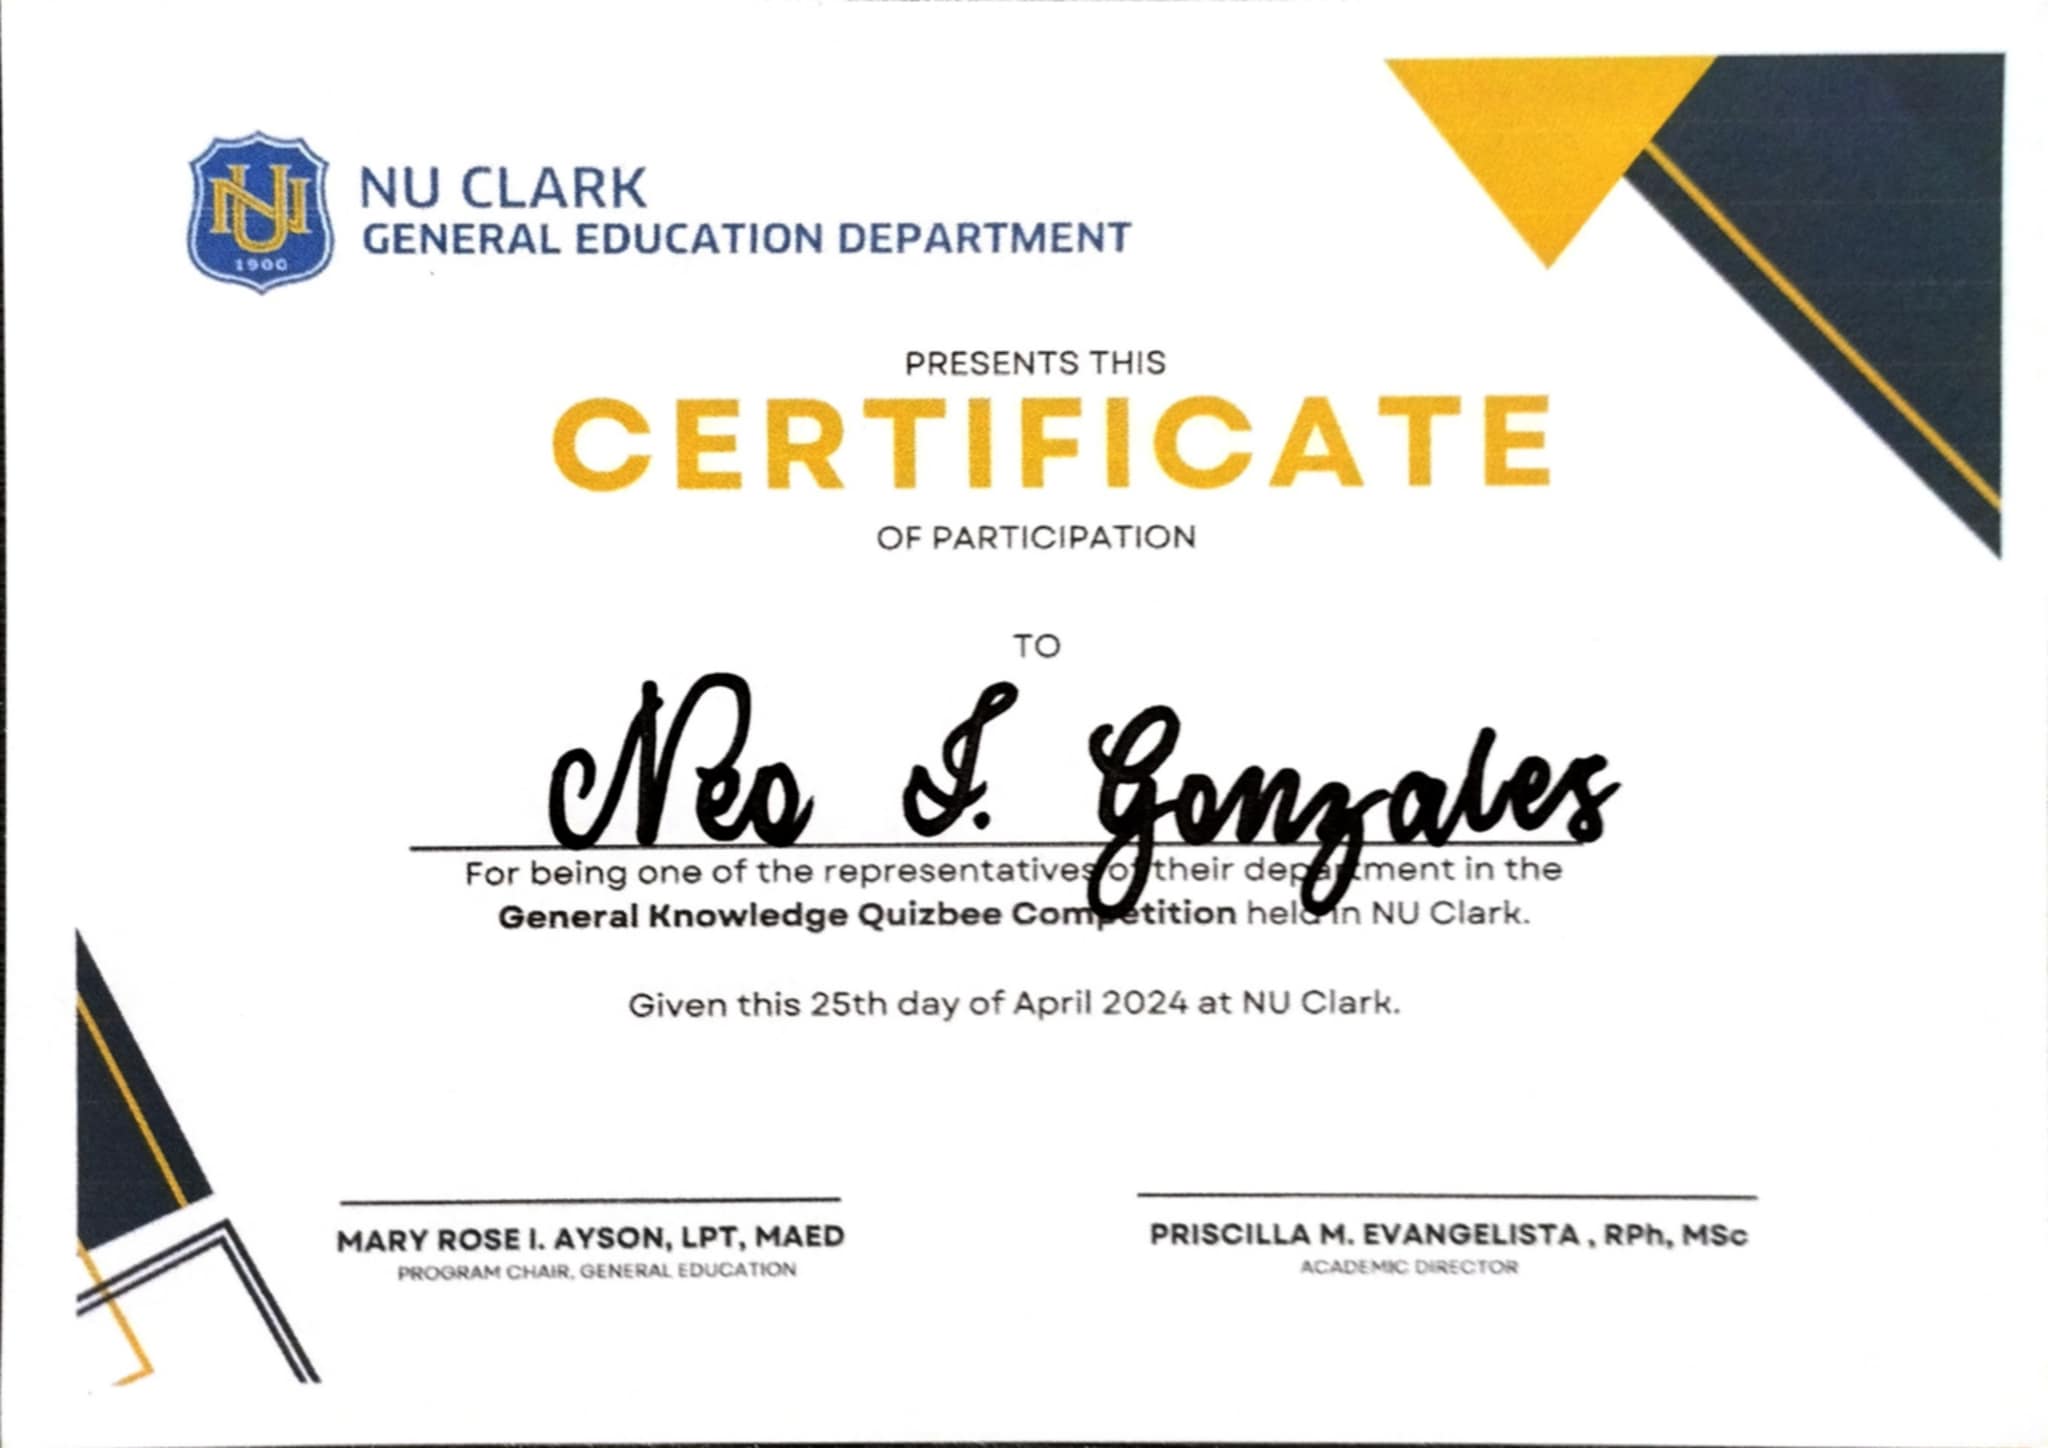 NU
1900
NU CLARK
GENERAL EDUCATION DEPARTMENT
PRESENTS THIS
CERTIFICATE
OF PARTICIPATION
TO
Neo I. Gonzales
For being one of the representatives of their department in the
General Knowledge Quizbee Competition held in NU Clark.
Given this 25th day of April 2024 at NU Clark.
MARY ROSE I. AYSON, LPT, MAED
PROGRAM CHAIR, GENERAL EDUCATION
PRISCILLA M. EVANGELISTA , RPh, MSc
ACADEMIC DIRECTOR